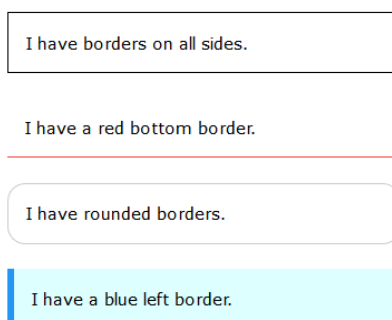 I have borders on all sides.
I have a red bottom border.
I have rounded borders.
I have a blue left border.